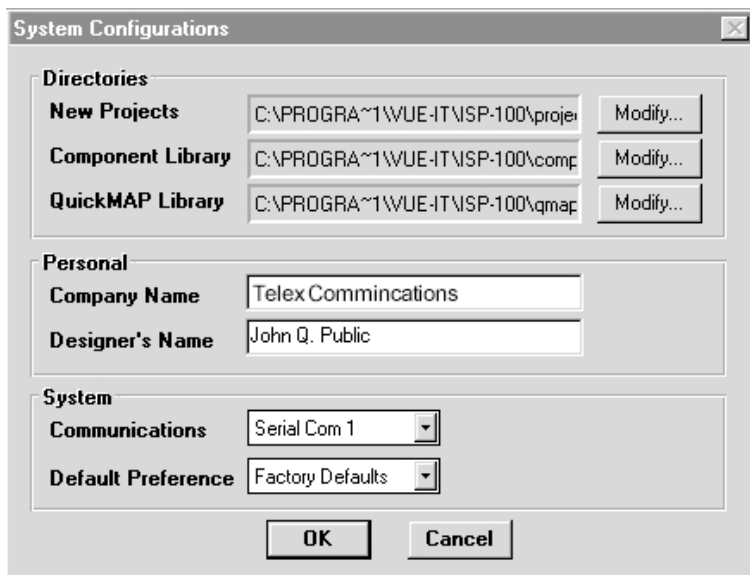 System Configurations
Directories
New Projects C:\PROGRA~1\VUE-IT\ISP-100\proje Modify...
Component Library C:\PROGRA~1\VUE-IT\ISP-100\comp Modify...
QuickMAP Library C:\PROGRA~1\VUE-IT\ISP-100\qmap Modify...
Personal
Company Name Telex Commincations
Designer's Name John Q. Public
System
Communications Serial Com 1
Default Preference Factory Defaults
OK Cancel